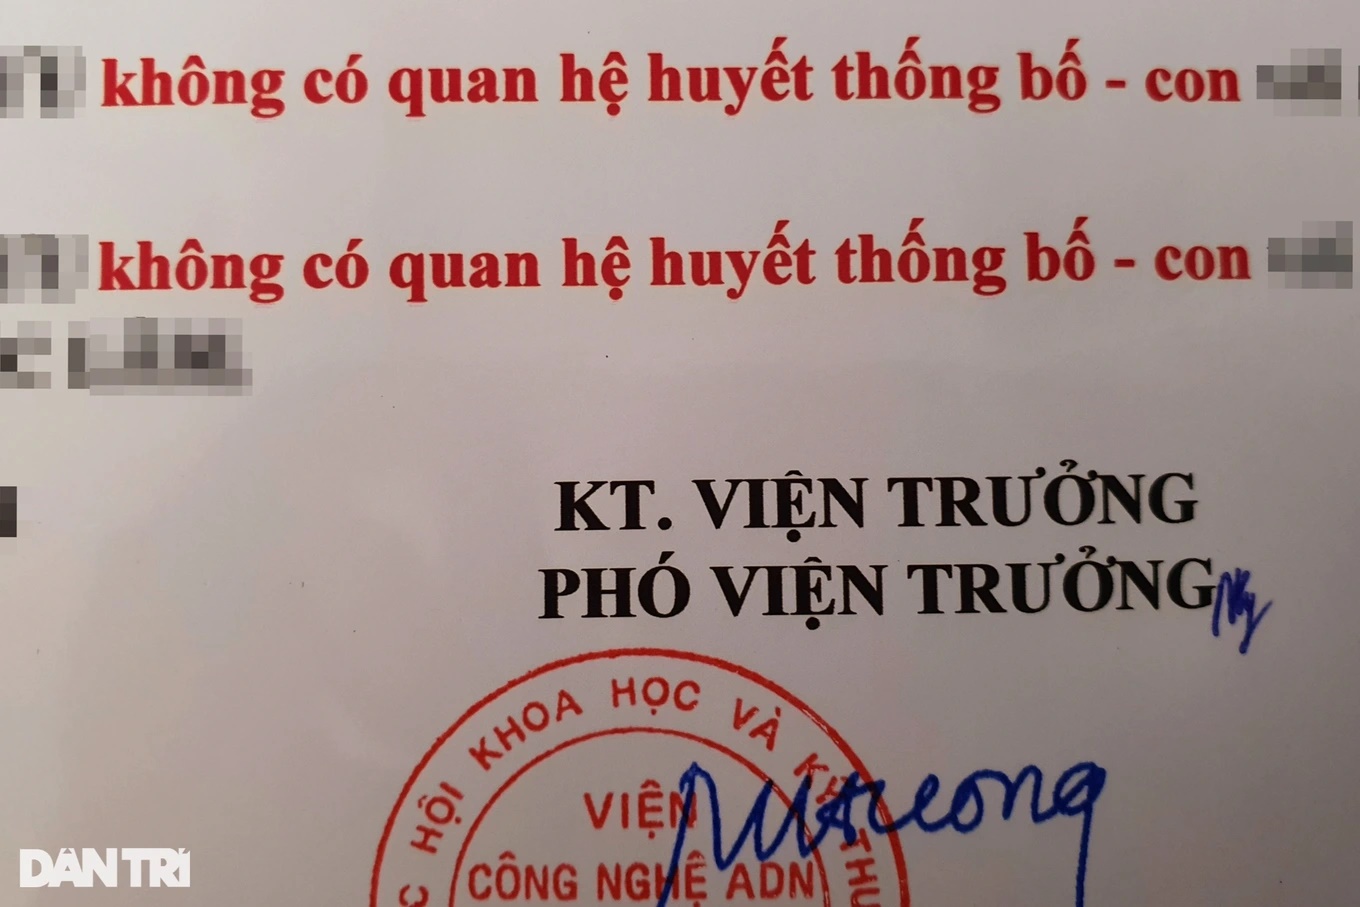 không có quan hệ huyết thống bố - con
không có quan hệ huyết thống bố - con
KT. VIỆN TRƯỞNG
PHÓ VIỆN TRƯỞNG
HỘI KHOA HỌC VÀ
VIỆN
CÔNG NGHỆ ADN
DÂN TRÍ